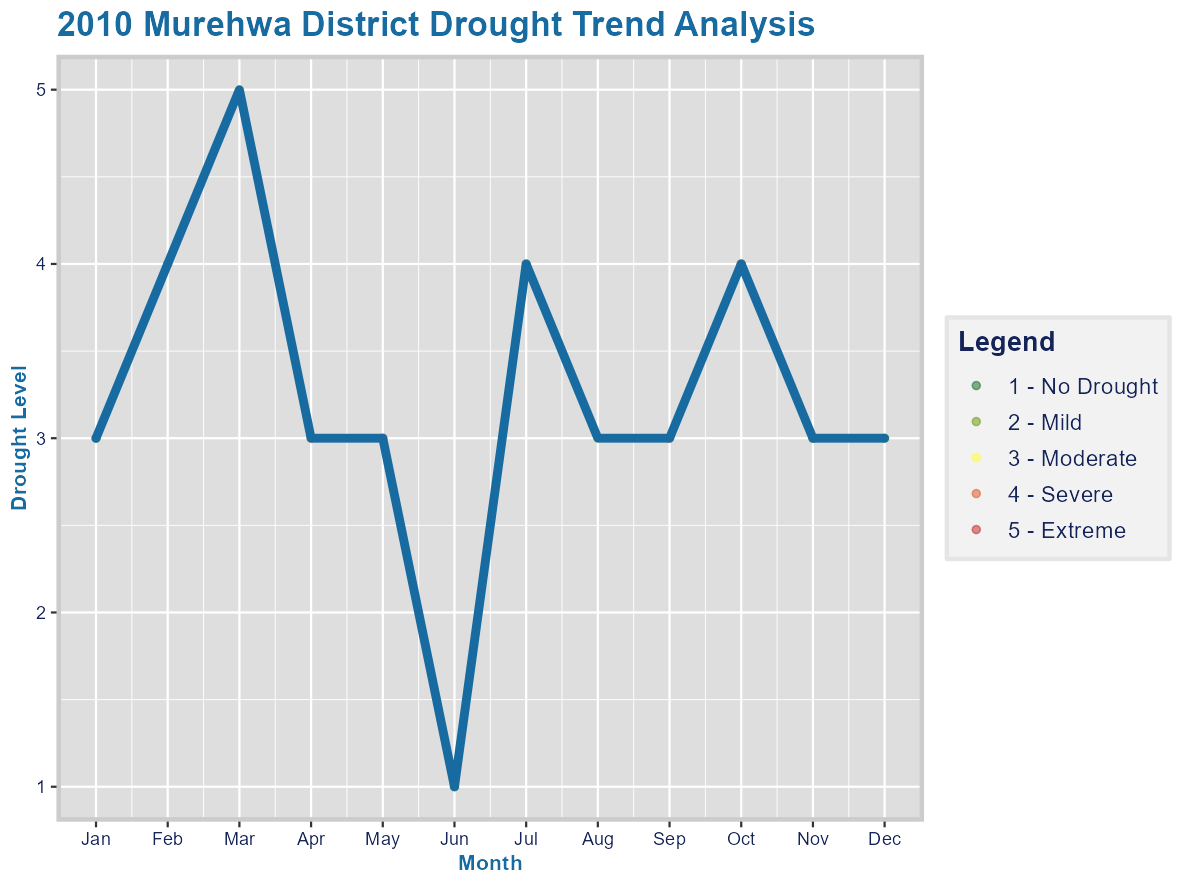 2010 Murehwa District Drought Trend Analysis
5
4
3
2
1
Drought Level
Jan Feb Mar Apr May Jun Jul Aug Sep Oct Nov Dec
Month
Legend
1 - No Drought
2 - Mild
3 - Moderate
4 - Severe
5 - Extreme